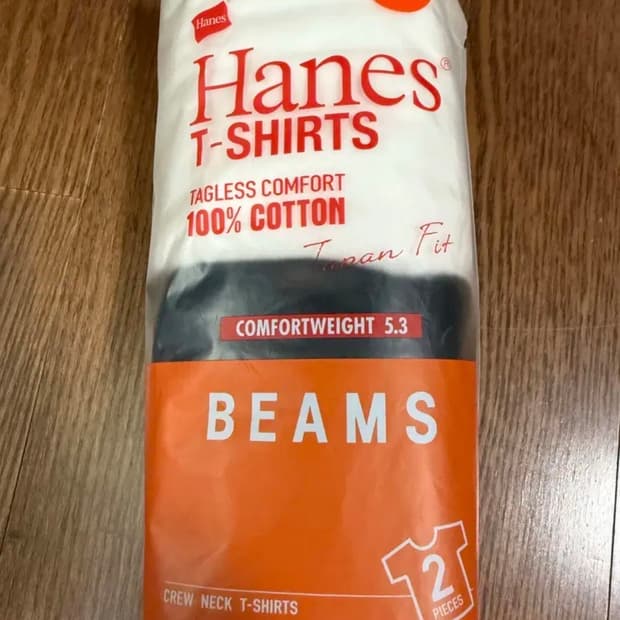 Hanes
Hanes®
T-SHIRTS
TAGLESS COMFORT
100% COTTON
Japan Fit
COMFORTWEIGHT 5.3
BEAMS
2
PIECES
CREW NECK T-SHIRTS